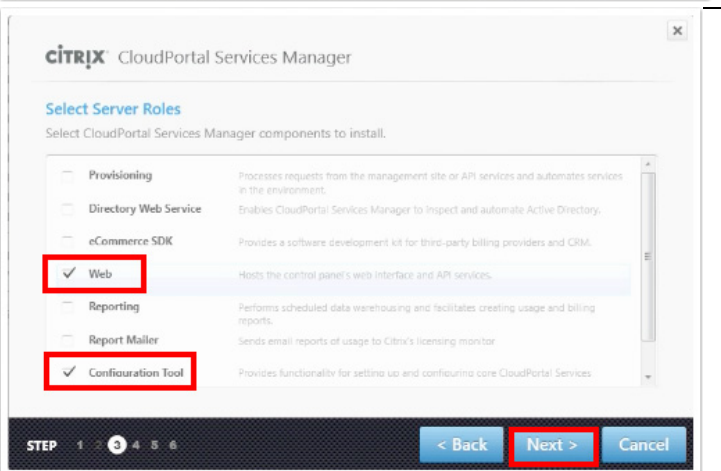 CİTRIX CloudPortal Services Manager
Select Server Roles
Select CloudPortal Services Manager components to install.
Provisioning Processes requests from the management site or API services and automates services
in the environment.
Directory Web Service Enables CloudPortal Services Manager to inspect and automate Active Directory.
eCommerce SDK Provides a software development kit for third-party billing providers and CRM.
Web Hosts the control panel's web interface and API services.
Reporting Performs scheduled data warehousing and facilitates creating usage and billing
reports.
Report Mailer Sends email reports of usage to Citrix's licensing monitor
Configuration Tool Provides functionality for setting up and configuring core CloudPortal Services
STEP 1 2 3 4 5 6 < Back Next > Cancel